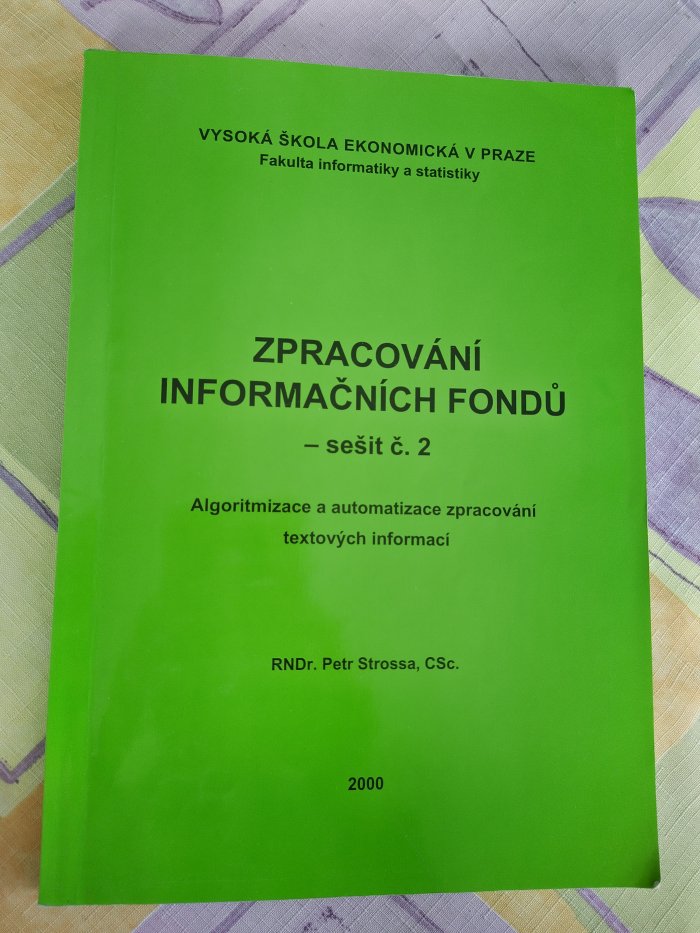 VYSOKÁ ŠKOLA EKONOMICKÁ V PRAZE
Fakulta informatiky a statistiky
ZPRACOVÁNÍ
INFORMAČNÍCH FONDŮ
– sešit č. 2
Algoritmizace a automatizace zpracování
textových informací
RNDr. Petr Strossa, CSc.
2000